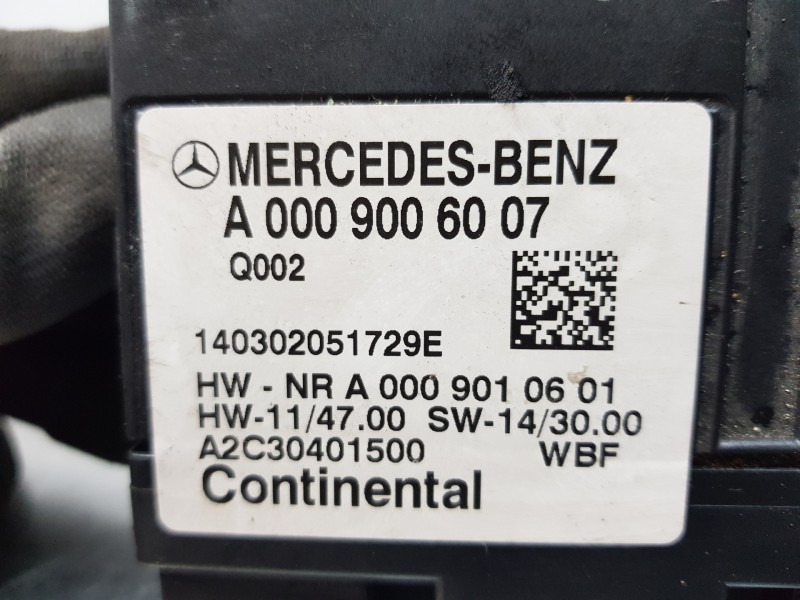 MERCEDES-BENZ
A 000 900 60 07
Q002
140302051729E
HW - NR A 000 901 06 01
HW-11/47.00 SW-14/30.00
A2C30401500 WBF
Continental